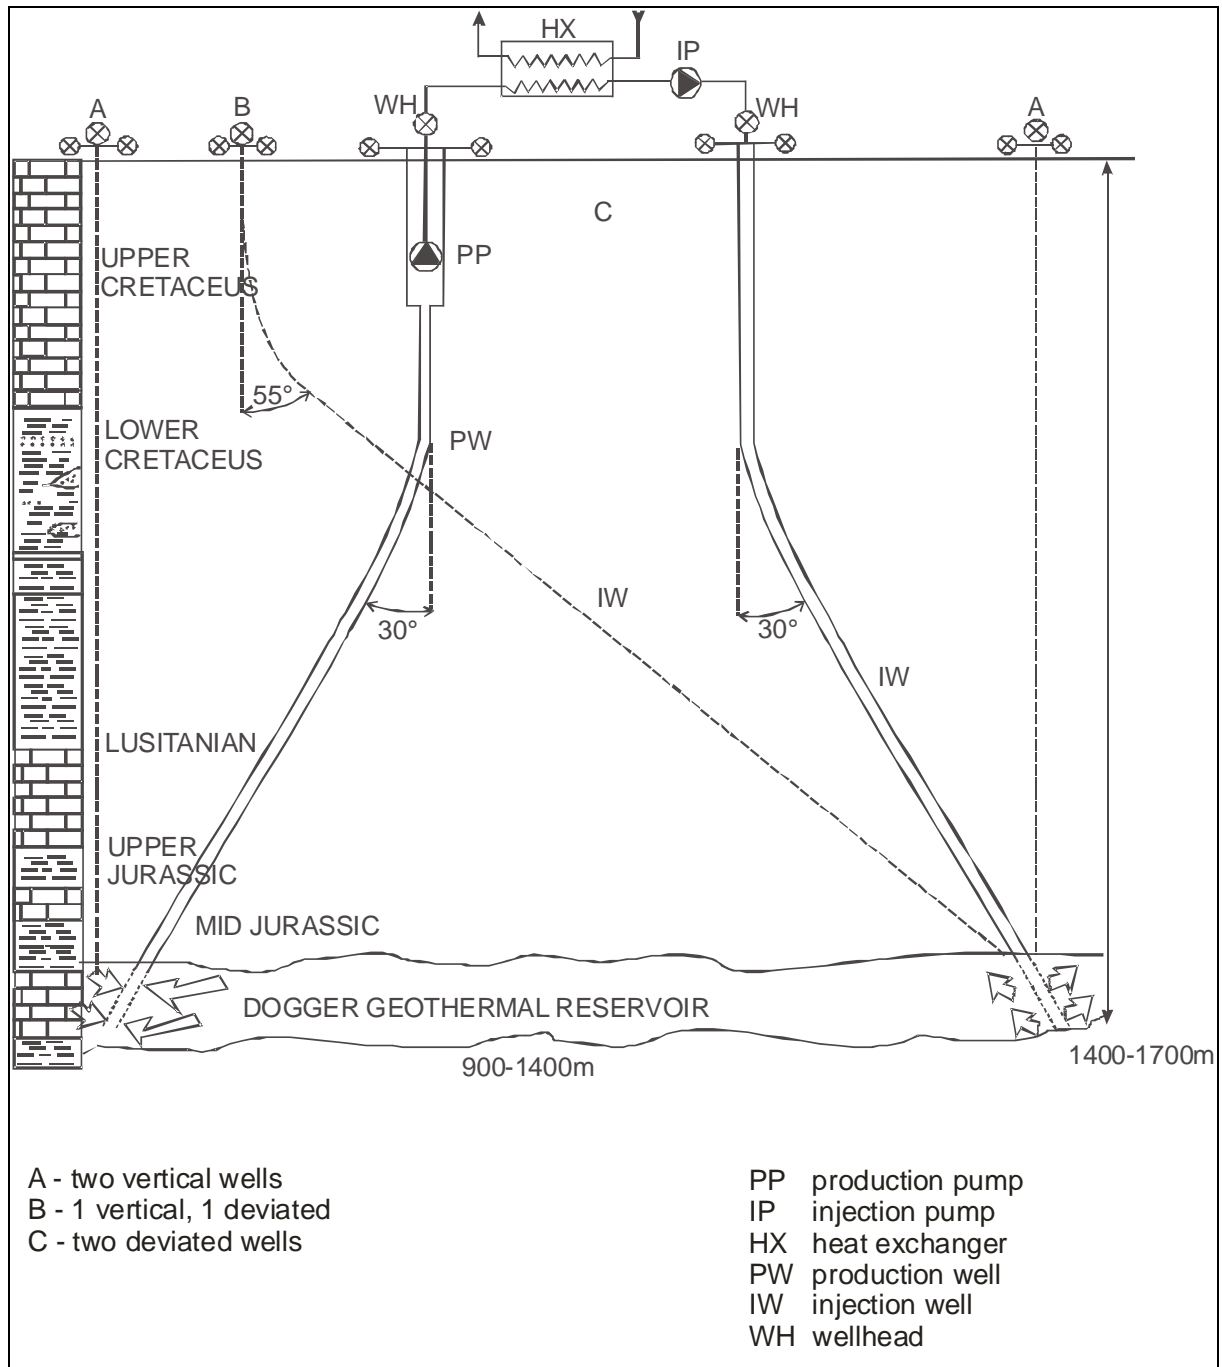 HX
IP
WH
WH
A
B
A
C
PP
UPPER
CRETACEUS
55°
LOWER
CRETACEUS
PW
IW
30°
30°
IW
LUSITANIAN
UPPER
JURASSIC
MID JURASSIC
DOGGER GEOTHERMAL RESERVOIR
900-1400m
1400-1700m
A - two vertical wells
B - 1 vertical, 1 deviated
C - two deviated wells
PP production pump
IP injection pump
HX heat exchanger
PW production well
IW injection well
WH wellhead